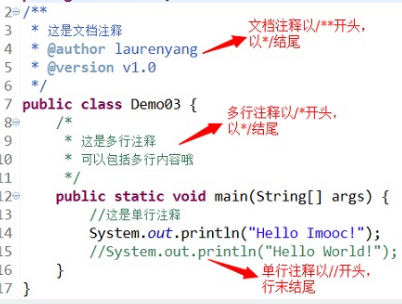 2 /**
3 * 这是文档注释
4 * @author laurenyang
5 * @version v1.0
6 */
文档注释以/**开头,
以*/结尾
7 public class Demo03 {
8 /*
9 * 这是多行注释
10 * 可以包括多行内容哦
11 */
多行注释以/*开头,
以*/结尾
12 public static void main(String[] args) {
13 //这是单行注释
14 System.out.println("Hello Imooc!");
15 //System.out.println("Hello World!");
16 }
17 }
单行注释以//开头,
行末结尾